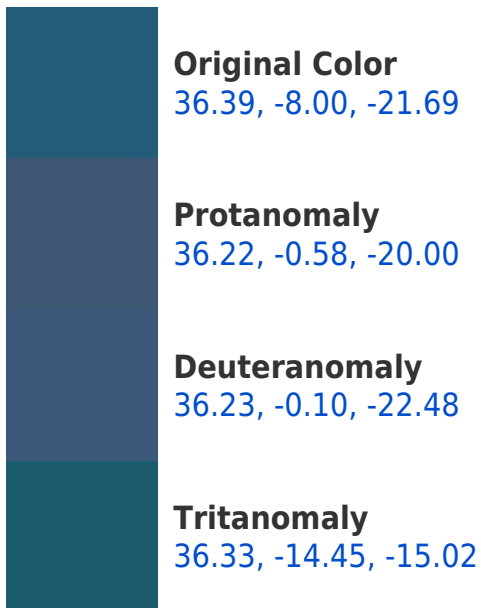 Original Color
36.39, -8.00, -21.69
Protanomaly
36.22, -0.58, -20.00
Deuteranomaly
36.23, -0.10, -22.48
Tritanomaly
36.33, -14.45, -15.02